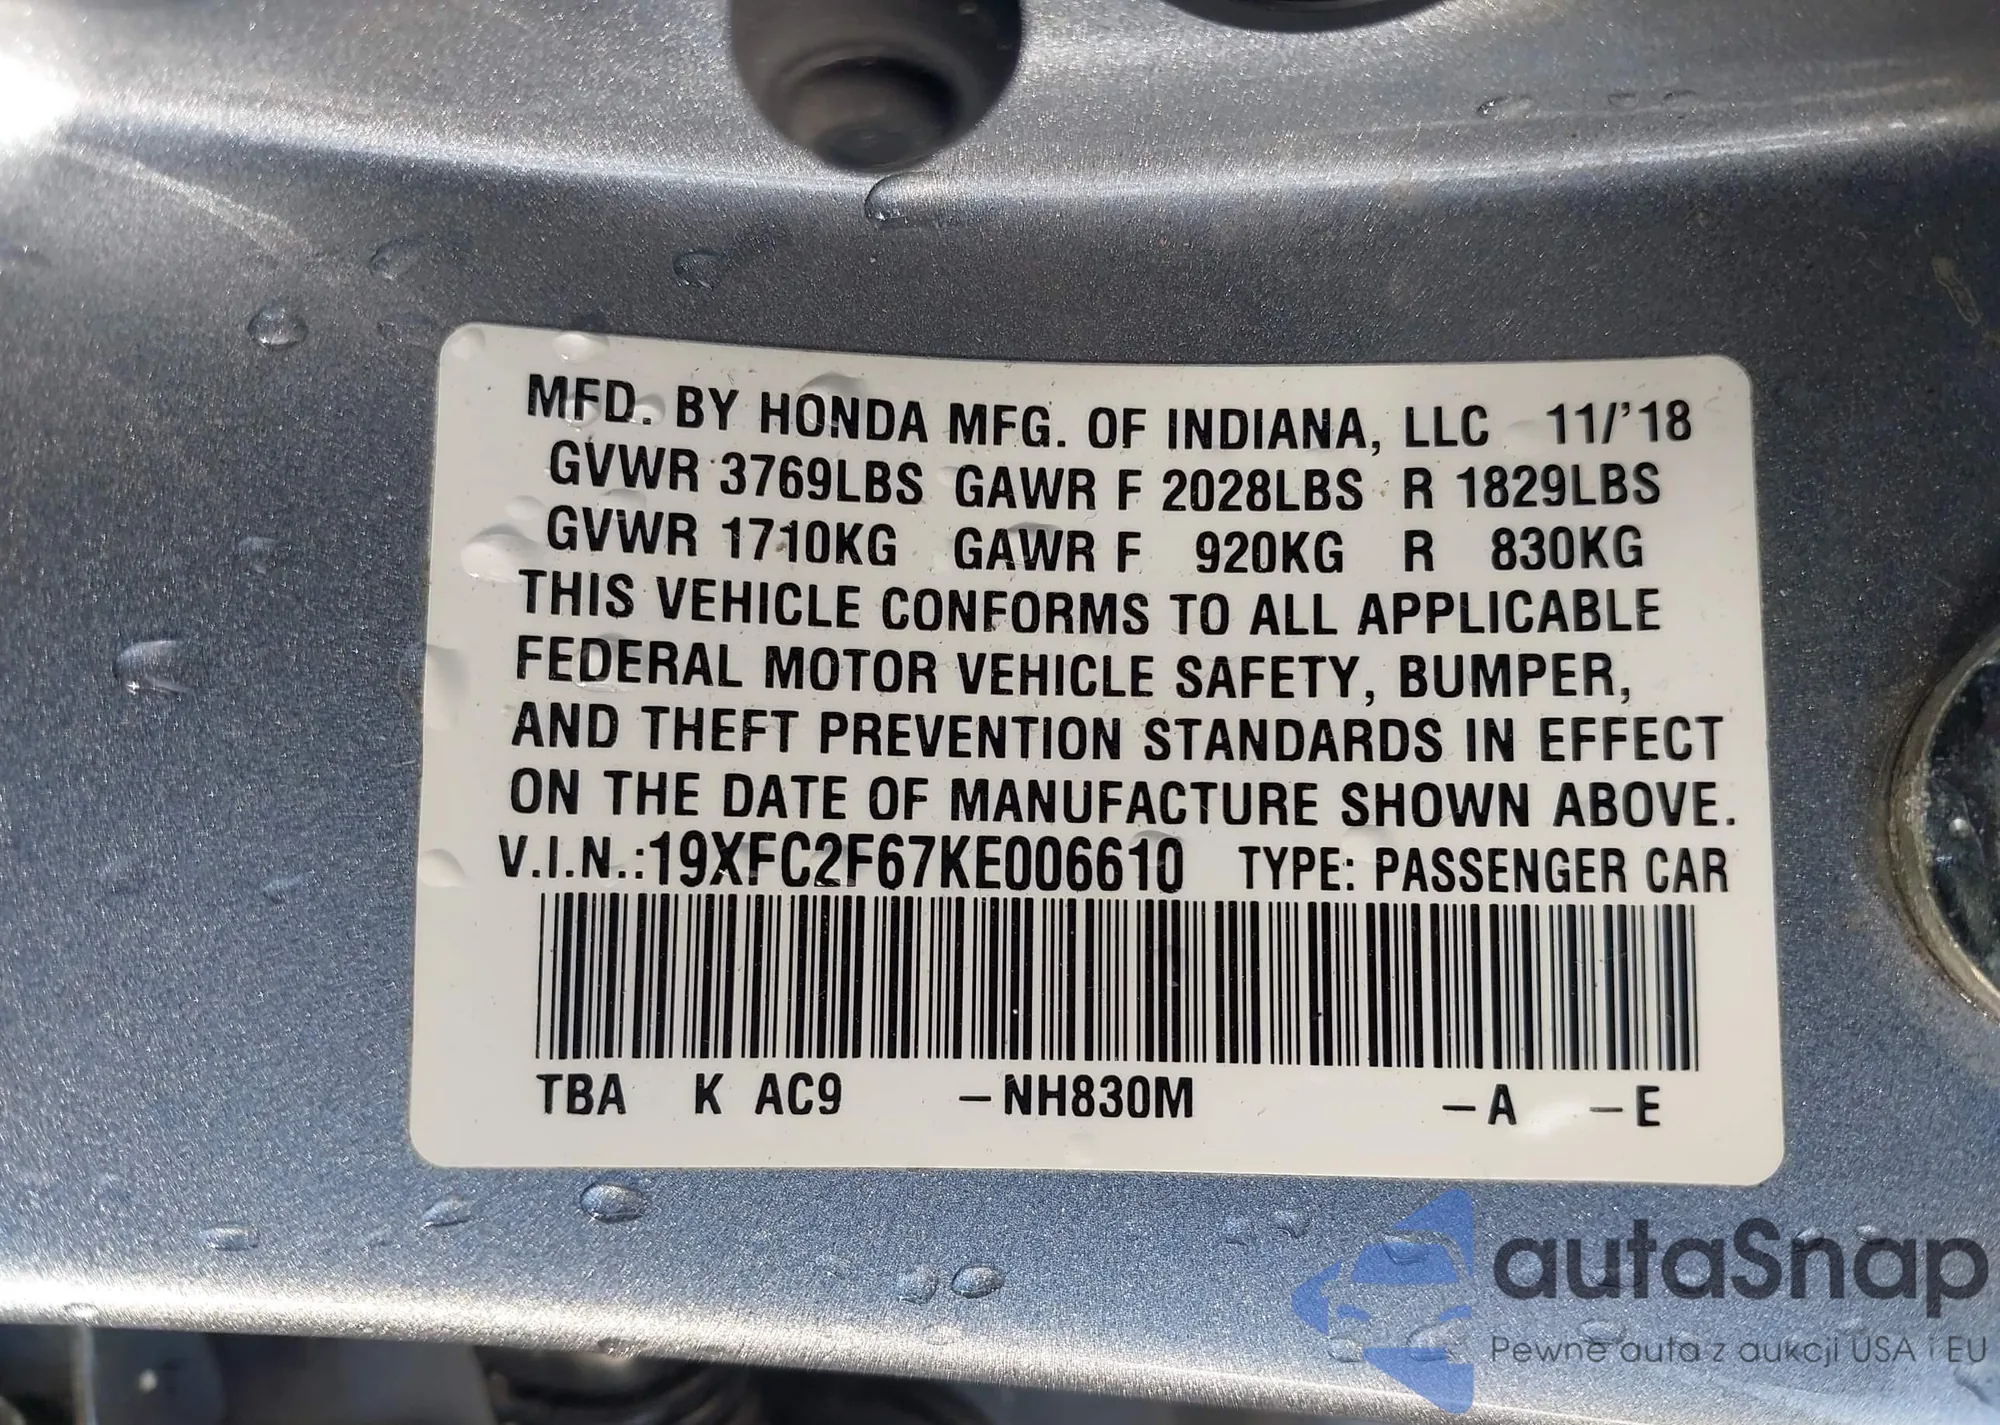 MFD. BY HONDA MFG. OF INDIANA, LLC 11/'18
GVWR 3769LBS GAWR F 2028LBS R 1829LBS
GVWR 1710KG GAWR F 920KG R 830KG
THIS VEHICLE CONFORMS TO ALL APPLICABLE
FEDERAL MOTOR VEHICLE SAFETY, BUMPER,
AND THEFT PREVENTION STANDARDS IN EFFECT
ON THE DATE OF MANUFACTURE SHOWN ABOVE.
V.I.N.:19XFC2F67KE006610 TYPE: PASSENGER CAR
TBA K AC9 –NH830M –A –E
autaSnap
Pewne auta z aukcji USA i EU